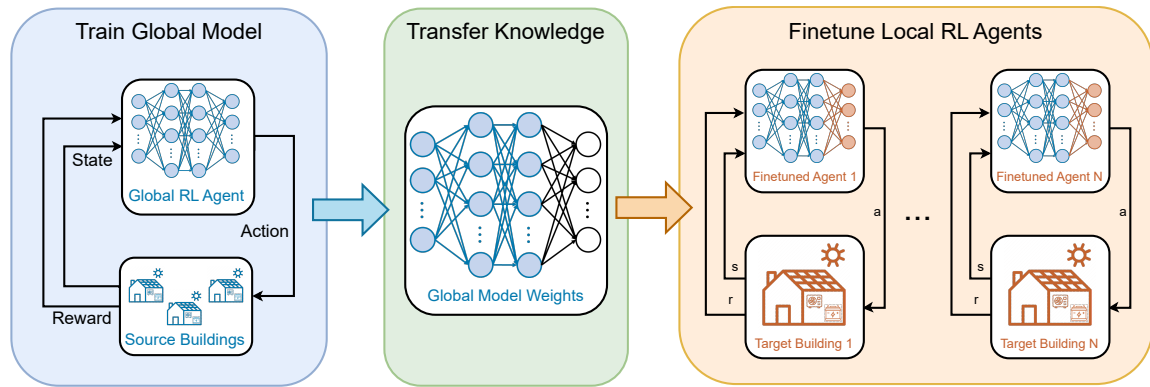 Train Global Model
State
Global RL Agent
Action
Reward
Source Buildings
Transfer Knowledge
Global Model Weights
Finetune Local RL Agents
Finetuned Agent 1
a
s
r
Target Building 1
...
Finetuned Agent N
a
s
r
Target Building N